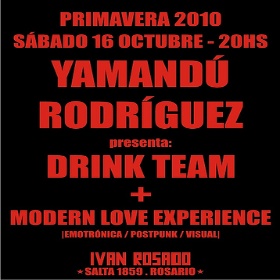 PRIMAVERA 2010
SÁBADO 16 OCTUBRE - 20HS
YAMANDÚ
RODRÍGUEZ
presenta:
DRINK TEAM
+
MODERN LOVE EXPERIENCE
|EMOTRÓNICA / POSTPUNK / VISUAL|
IVAN ROSADO
* SALTA 1859 . ROSARIO *